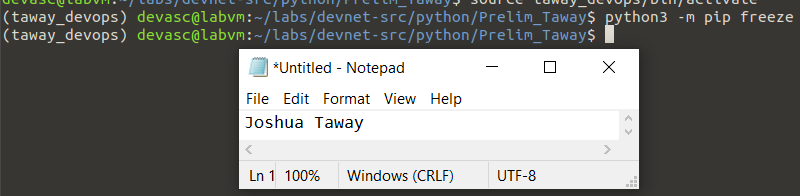 devasc@labvm:~/labs/devnet-src/python/Prelim_Taway$ source taway_devops/bin/activate
(taway_devops) devasc@labvm:~/labs/devnet-src/python/Prelim_Taway$ python3 -m pip freeze
(taway_devops) devasc@labvm:~/labs/devnet-src/python/Prelim_Taway$
*Untitled - Notepad
File Edit Format View Help
Joshua Taway
Ln 1 100% Windows (CRLF) UTF-8